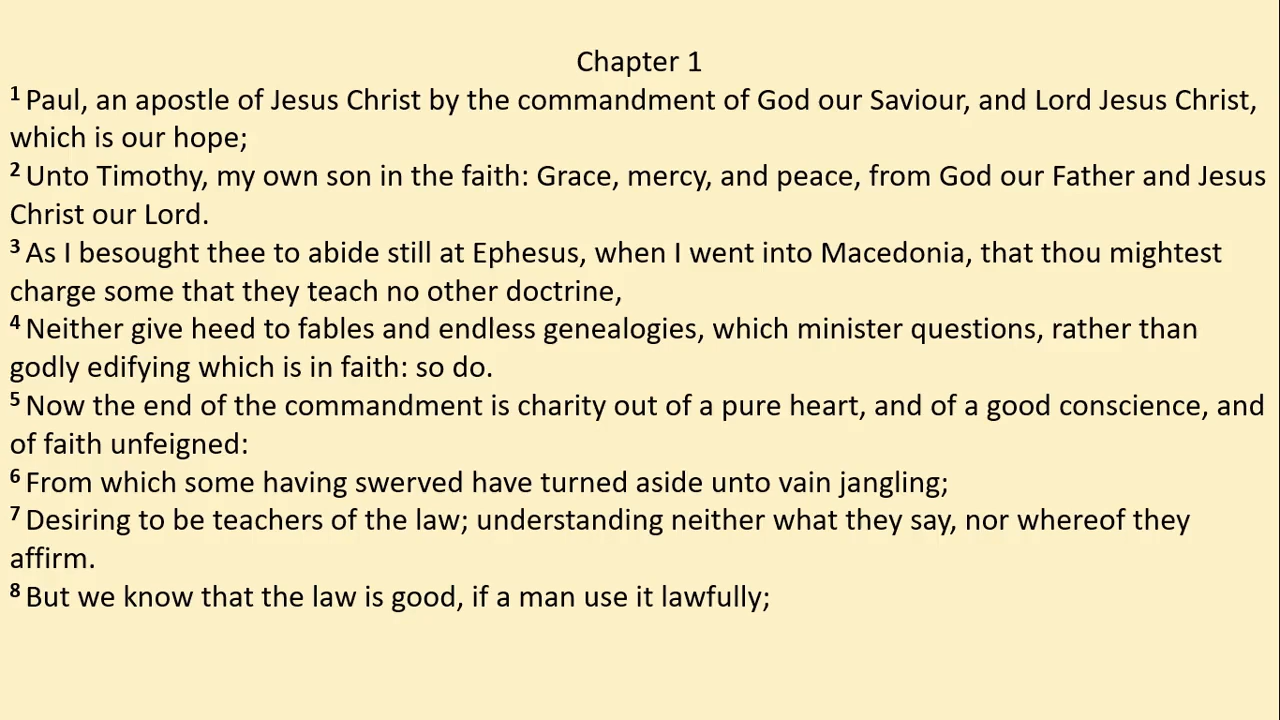 Chapter 1
1 Paul, an apostle of Jesus Christ by the commandment of God our Saviour, and Lord Jesus Christ,
which is our hope;
2 Unto Timothy, my own son in the faith: Grace, mercy, and peace, from God our Father and Jesus
Christ our Lord.
3 As I besought thee to abide still at Ephesus, when I went into Macedonia, that thou mightest
charge some that they teach no other doctrine,
4 Neither give heed to fables and endless genealogies, which minister questions, rather than
godly edifying which is in faith: so do.
5 Now the end of the commandment is charity out of a pure heart, and of a good conscience, and
of faith unfeigned:
6 From which some having swerved have turned aside unto vain jangling;
7 Desiring to be teachers of the law; understanding neither what they say, nor whereof they
affirm.
8 But we know that the law is good, if a man use it lawfully;